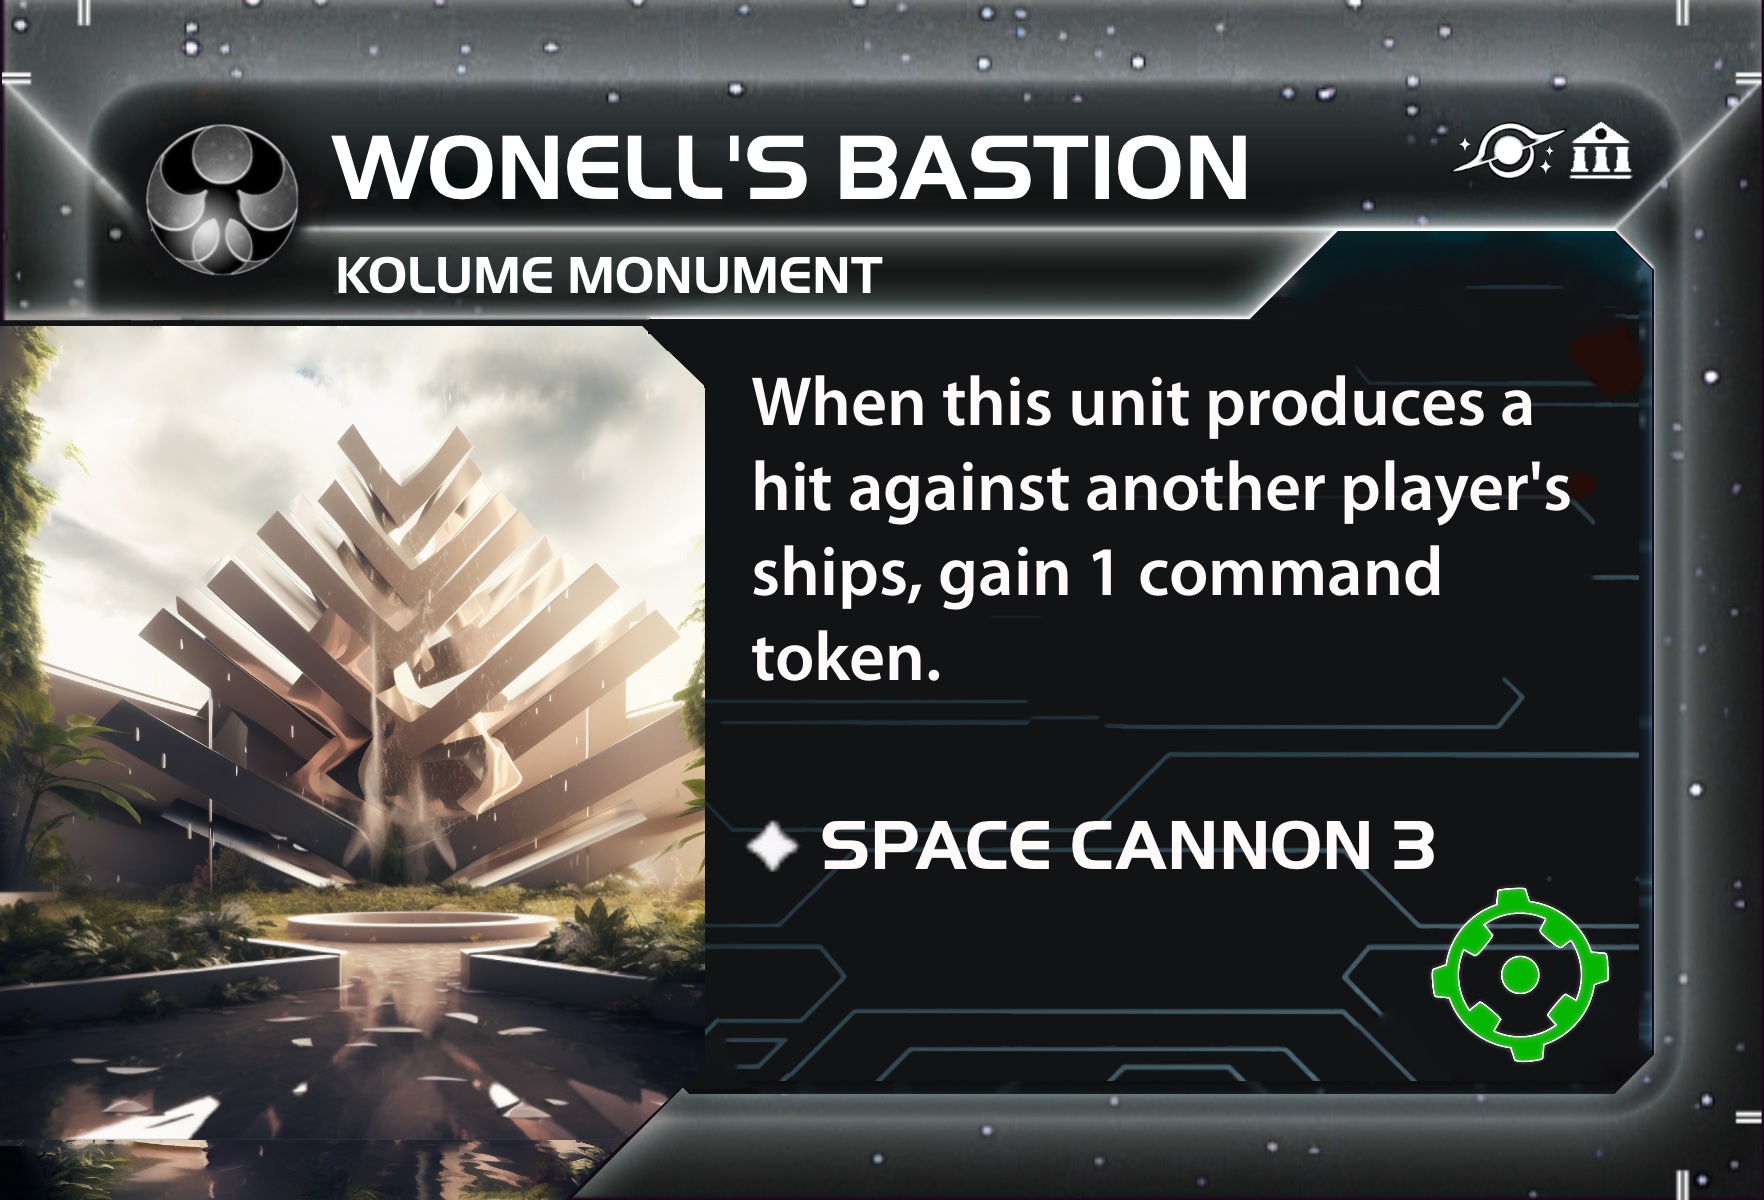 WONELL'S BASTION
KOLUME MONUMENT
When this unit produces a
hit against another player's
ships, gain 1 command
token.
SPACE CANNON 3